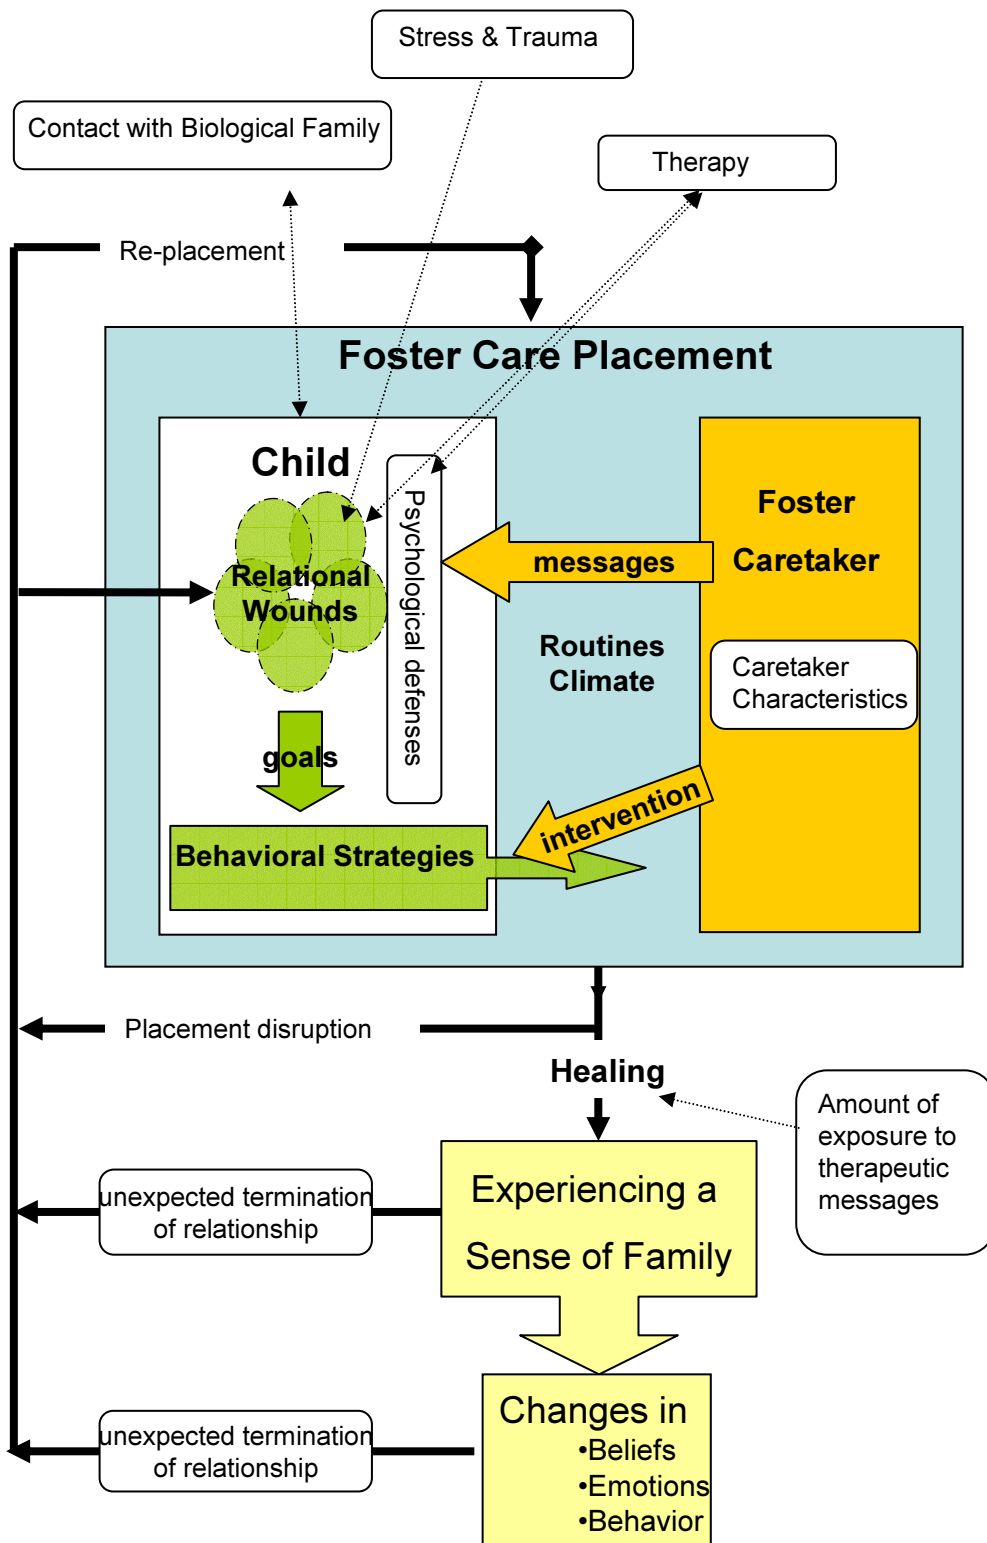 Stress & Trauma
Contact with Biological Family
Therapy
Re-placement
Foster Care Placement
Child
Relational
Wounds
Psychological defenses
goals
Behavioral Strategies
messages
Routines
Climate
intervention
Foster
Caretaker
Caretaker
Characteristics
Placement disruption
Healing
Amount of
exposure to
therapeutic
messages
unexpected termination
of relationship
Experiencing a
Sense of Family
unexpected termination
of relationship
Changes in
•Beliefs
•Emotions
•Behavior